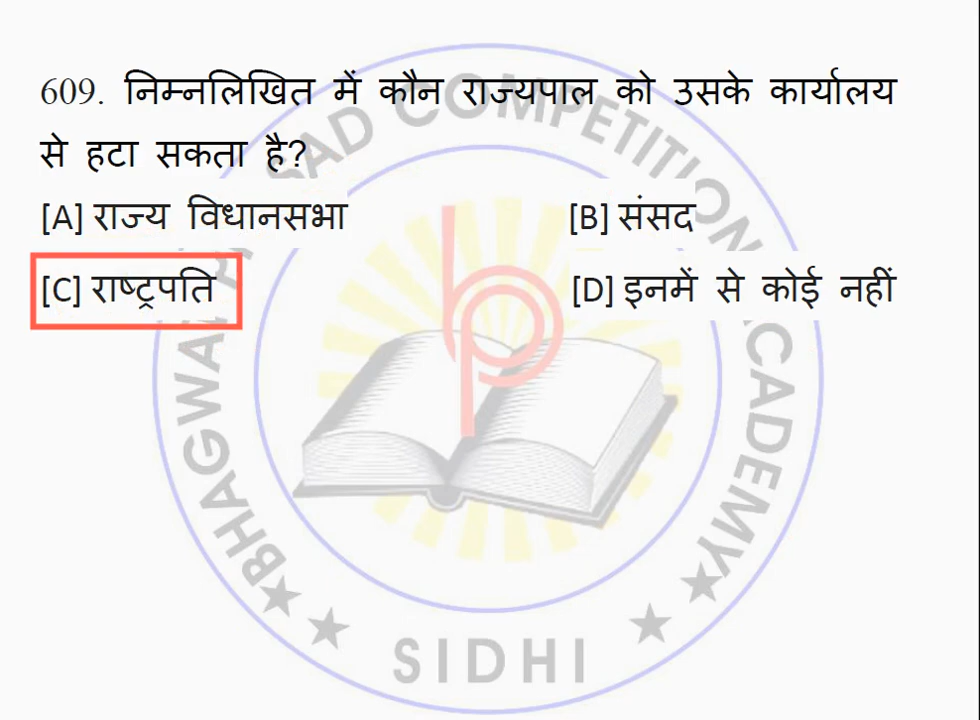 609. निम्नलिखित में कौन राज्यपाल को उसके कार्यालय
से हटा सकता है?
[A] राज्य विधानसभा
[B] संसद
[C] राष्ट्रपति
[D] इनमें से कोई नहीं
SIDHI